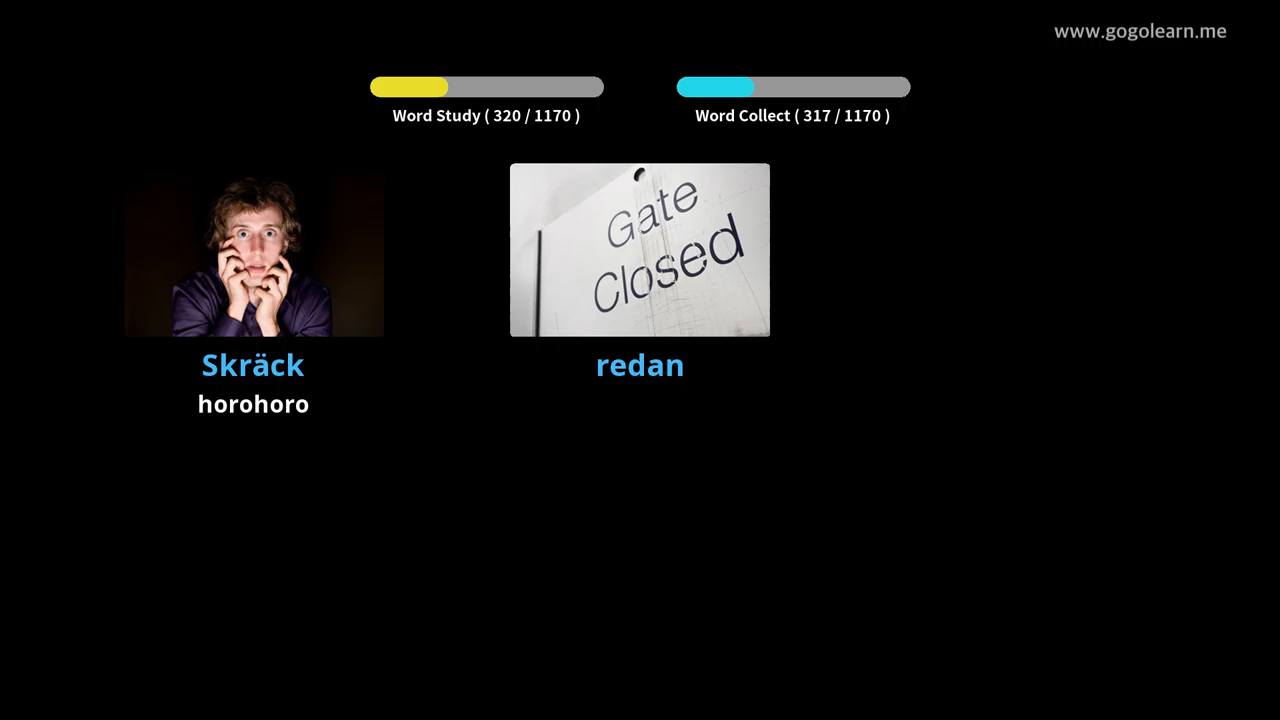 www.gogolearn.me
Word Study ( 320 / 1170 )
Word Collect ( 317 / 1170 )
Gate
Closed
Skräck
redan
horohoro